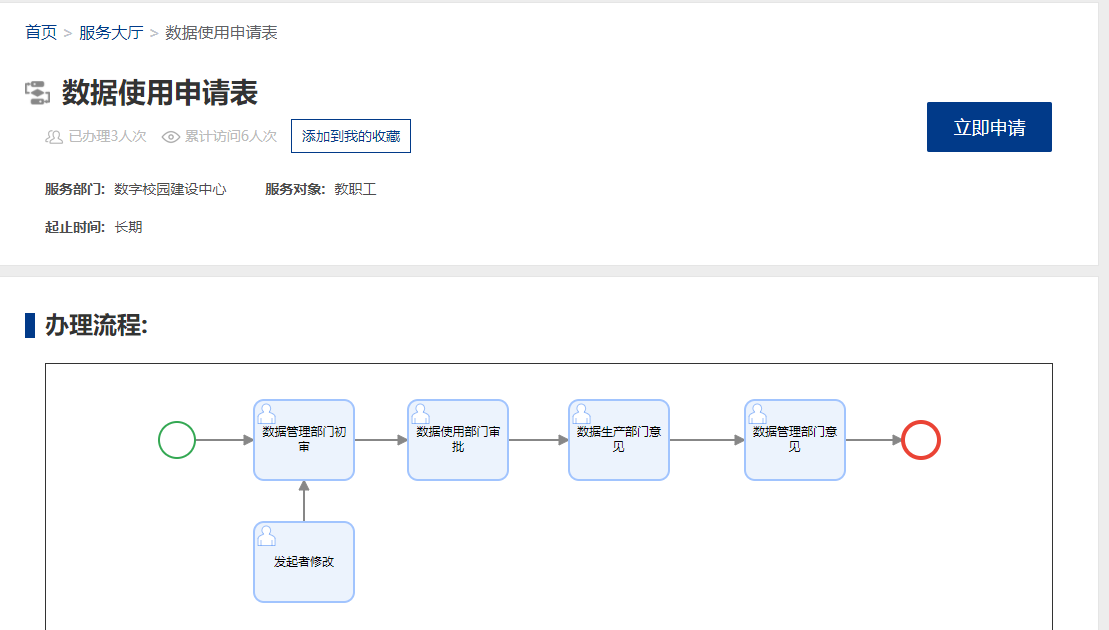 首页 > 服务大厅 > 数据使用申请表
数据使用申请表
已办理3人次 累计访问6人次 添加到我的收藏
立即申请
服务部门: 数字校园建设中心 服务对象: 教职工
起止时间: 长期
办理流程:
数据管理部门初
审
数据使用部门审
批
数据生产部门意
见
数据管理部门意
见
发起者修改